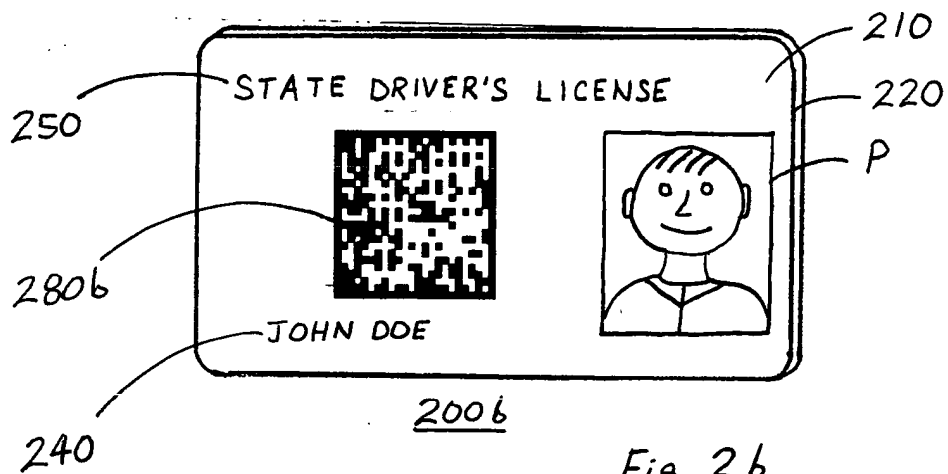 210
STATE DRIVER'S LICENSE
220
250
P
280b
JOHN DOE
200b
240
Fig. 2b